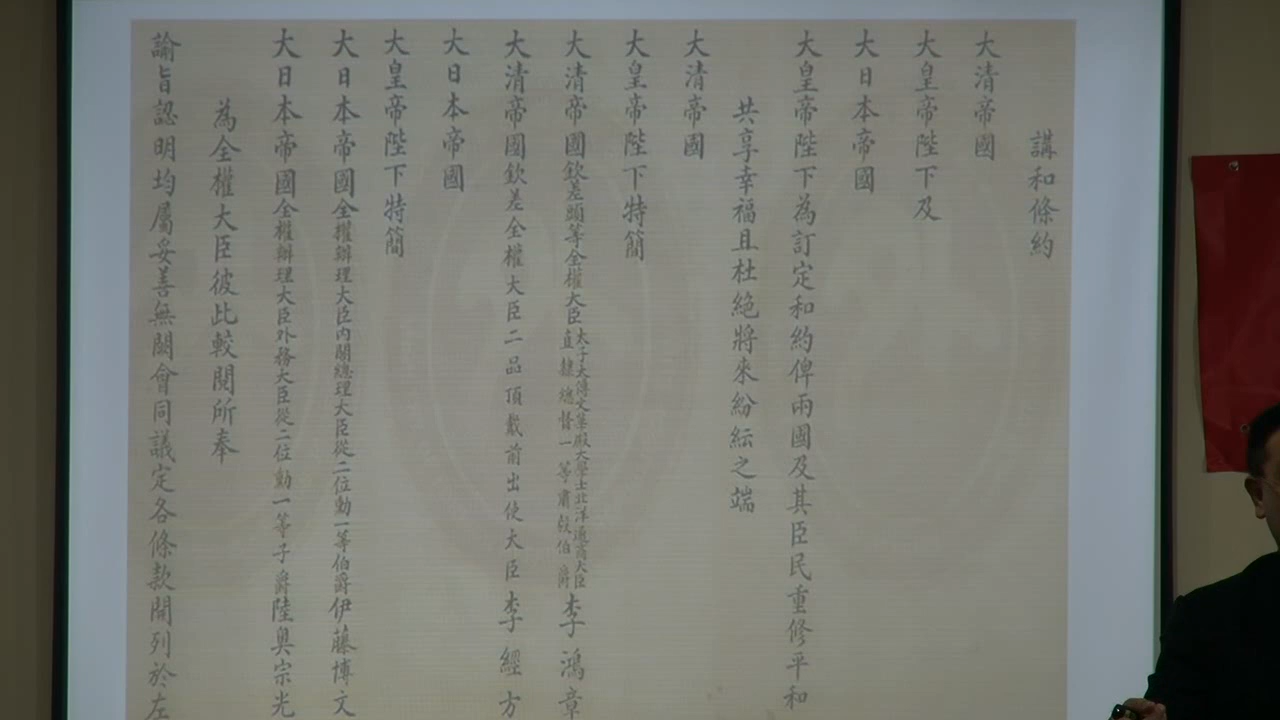 講和條約
大清帝國
大皇帝陛下及
大日本帝國
大皇帝陛下為訂定和約俾兩國及其臣民重修平和
共享幸福且杜絕將來紛紜之端
大清帝國
大皇帝陛下特簡
大清帝國欽差頭等全權大臣太子太傅文華殿大學士北洋通商大臣直隸總督一等肅毅伯爵李鴻章
大清帝國欽差全權大臣二品頂戴前出使大臣李經方
大日本帝國
大皇帝陛下特簡
大日本帝國全權辦理大臣內閣總理大臣從二位勳一等伯爵伊藤博文
大日本帝國全權辦理大臣外務大臣從二位勳一等子爵陸奧宗光
為全權大臣彼此較閱所奉
諭旨認明均屬妥善無闕會同議定各條款開列於左